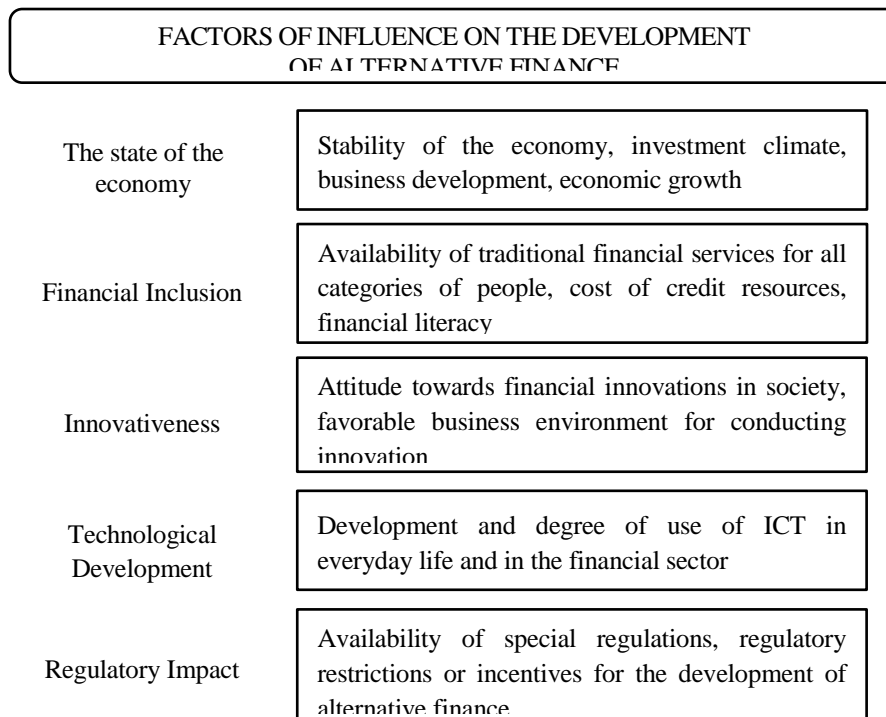 FACTORS OF INFLUENCE ON THE DEVELOPMENT
OF ALTERNATIVE FINANCE
The state of the
economy
Stability of the economy, investment climate,
business development, economic growth
Financial Inclusion
Availability of traditional financial services for all
categories of people, cost of credit resources,
financial literacy
Innovativeness
Attitude towards financial innovations in society,
favorable business environment for conducting
innovation
Technological
Development
Development and degree of use of ICT in
everyday life and in the financial sector
Regulatory Impact
Availability of special regulations, regulatory
restrictions or incentives for the development of
alternative finance